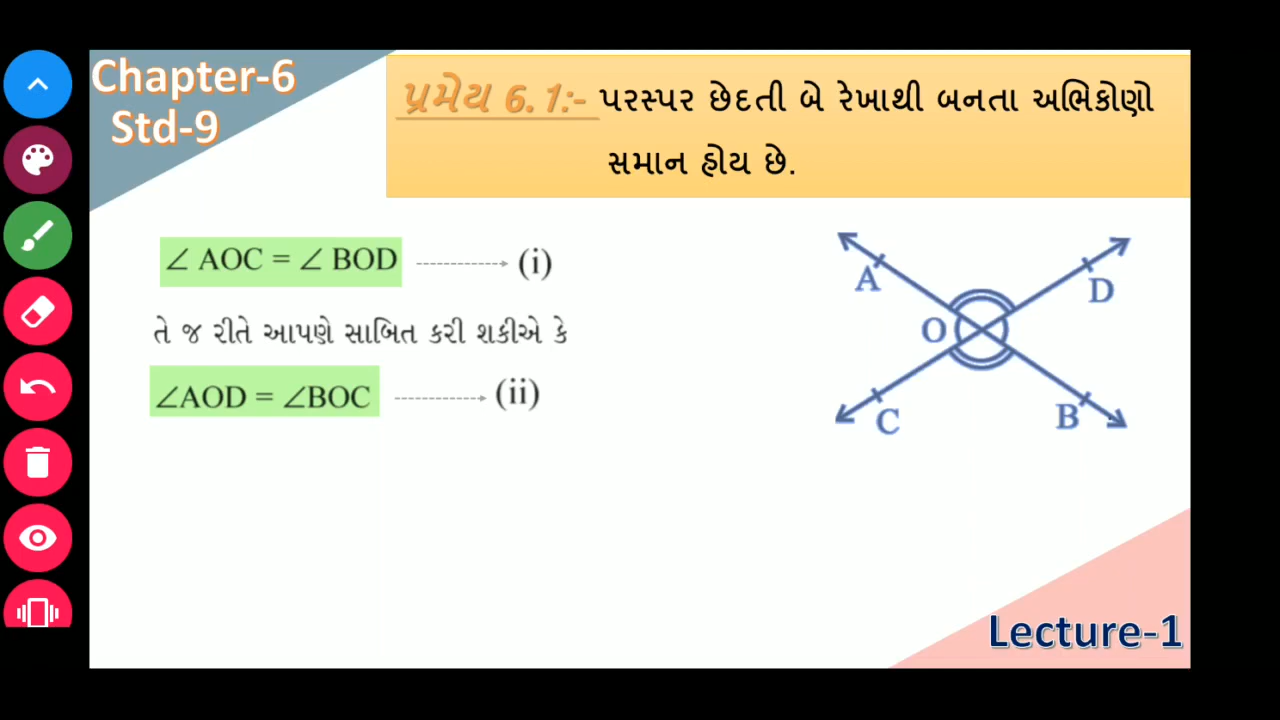 Chapter-6
Std-9
પ્રમેય 6.1:- પરસ્પર છેદતી બે રેખાથી બનતા અભિકોણો
સમાન હોય છે.
∠ AOC = ∠ BOD (i)
તે જ રીતે આપણે સાબિત કરી શકીએ કે
∠AOD = ∠BOC (ii)
A
D
O
C
B
Lecture-1